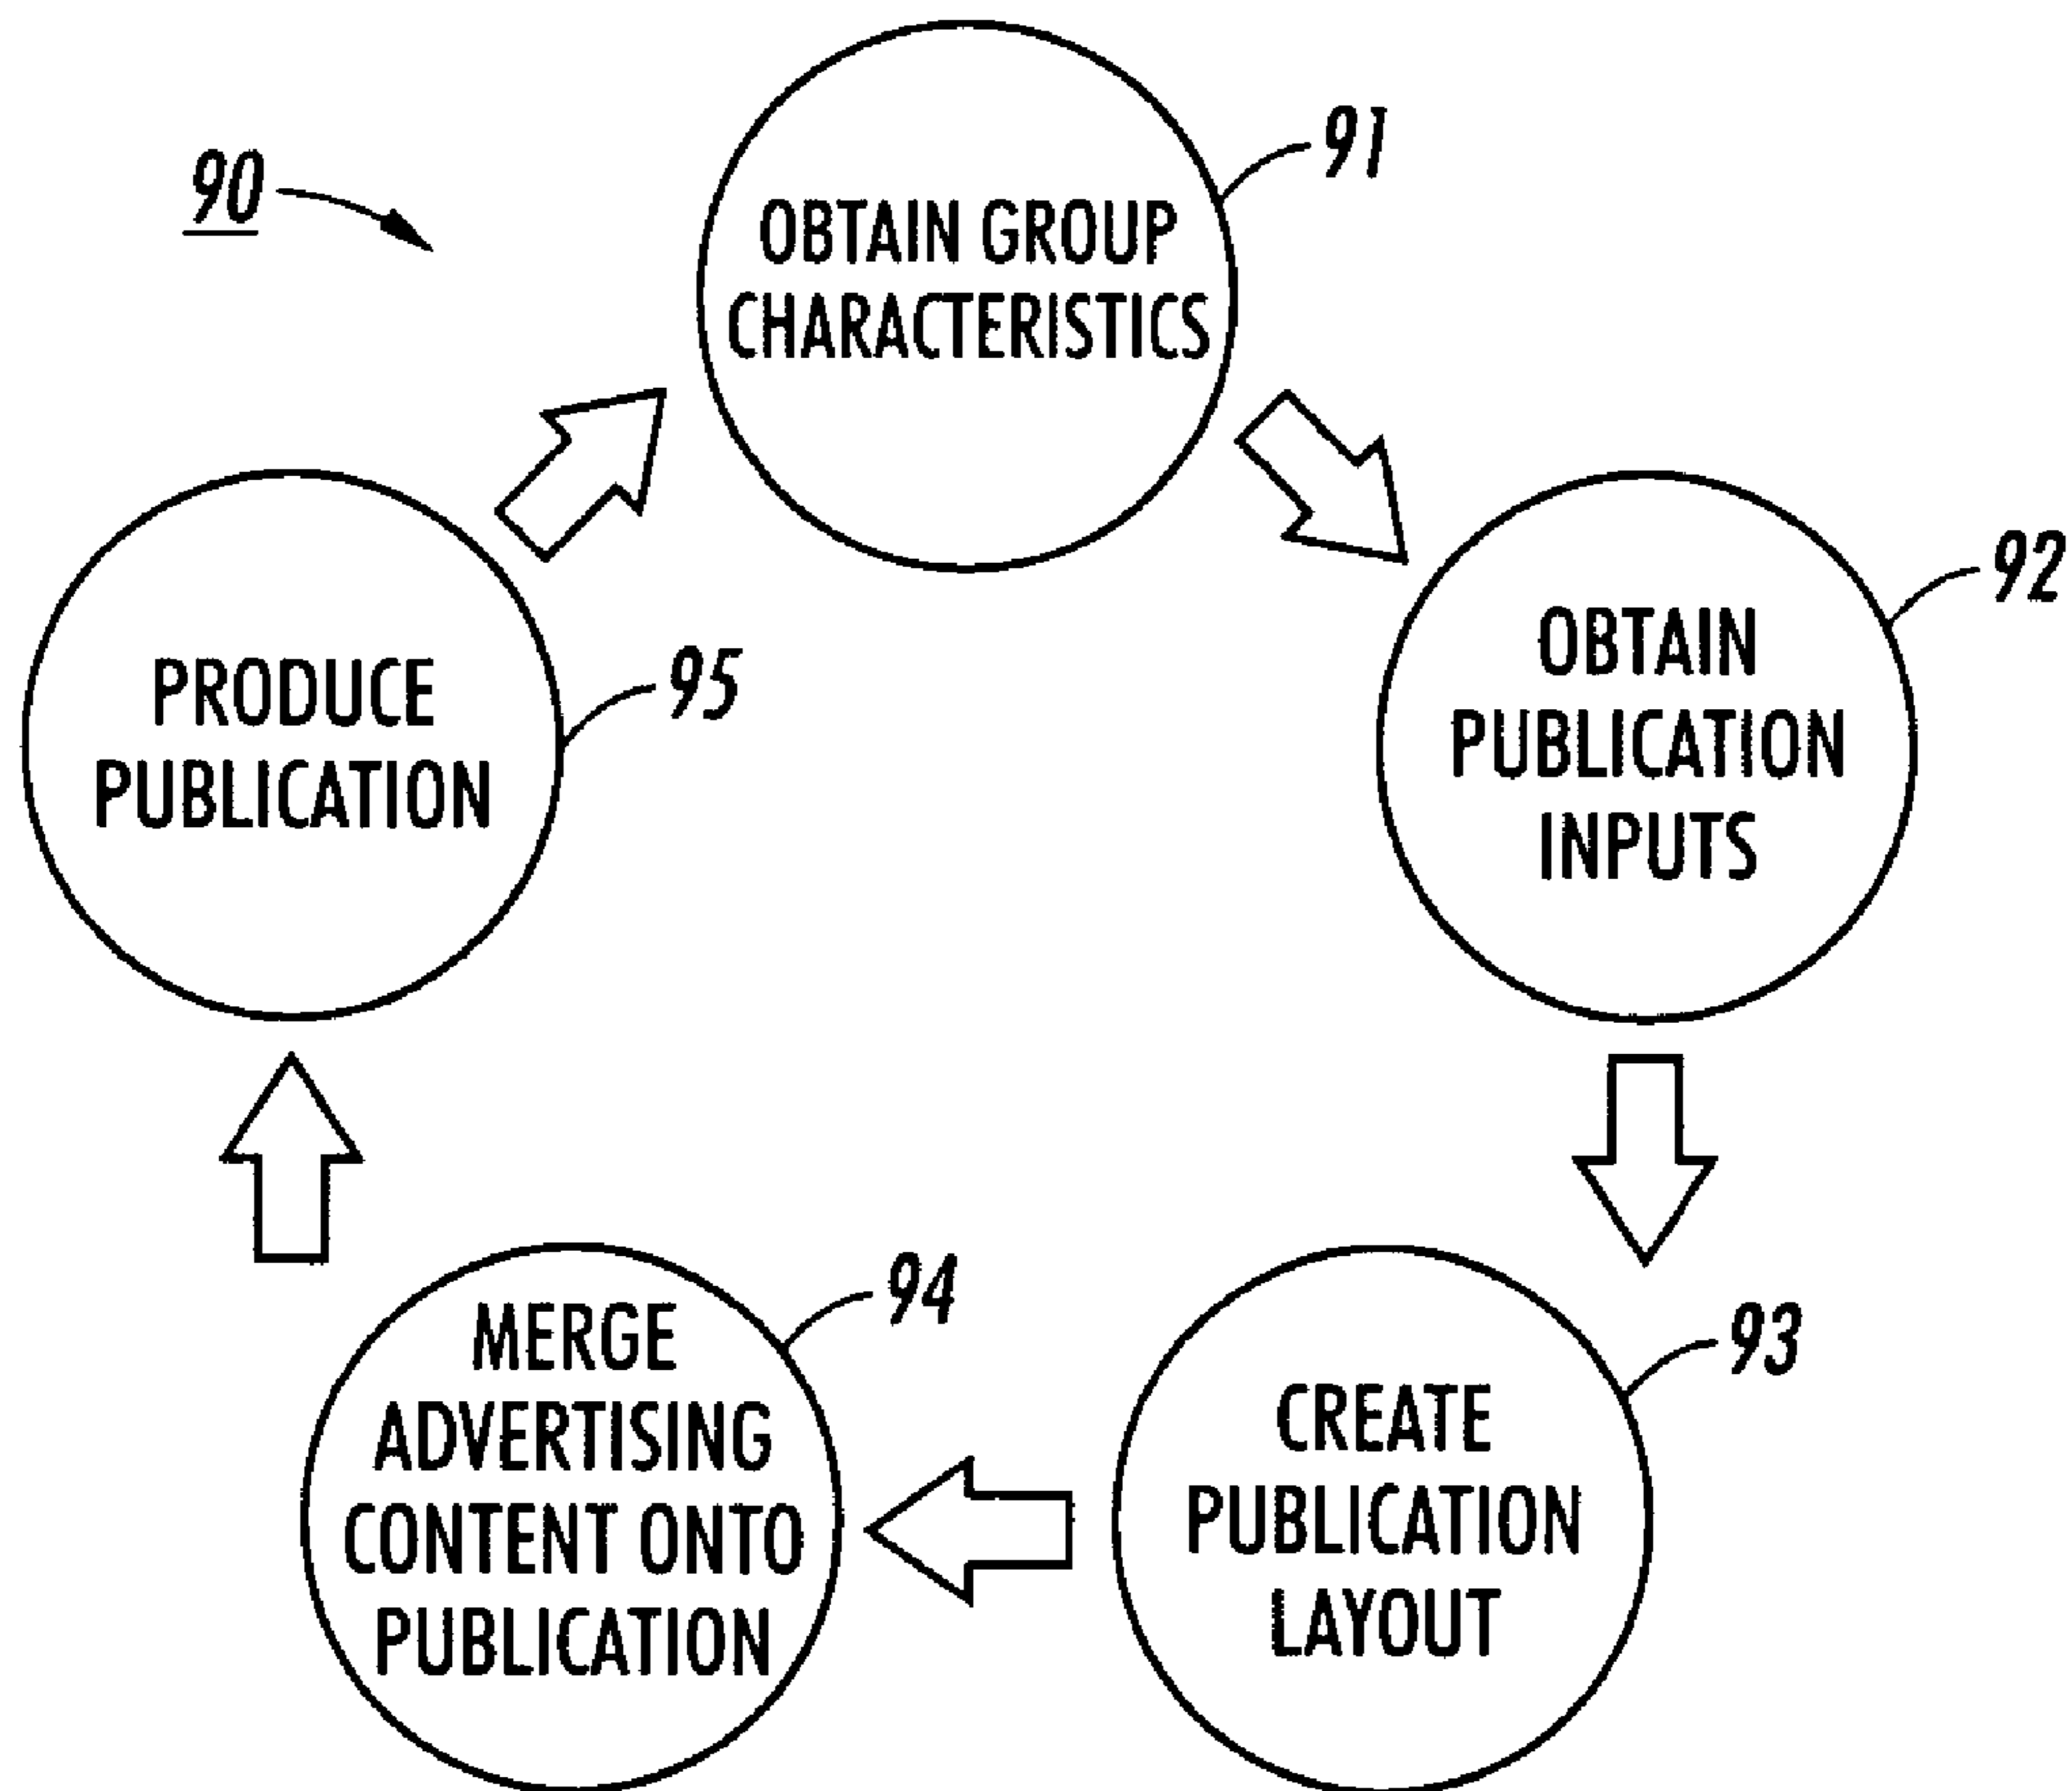 90
91
OBTAIN GROUP
CHARACTERISTICS
92
OBTAIN
PUBLICATION
INPUTS
93
CREATE
PUBLICATION
LAYOUT
94
MERGE
ADVERTISING
CONTENT ONTO
PUBLICATION
95
PRODUCE
PUBLICATION